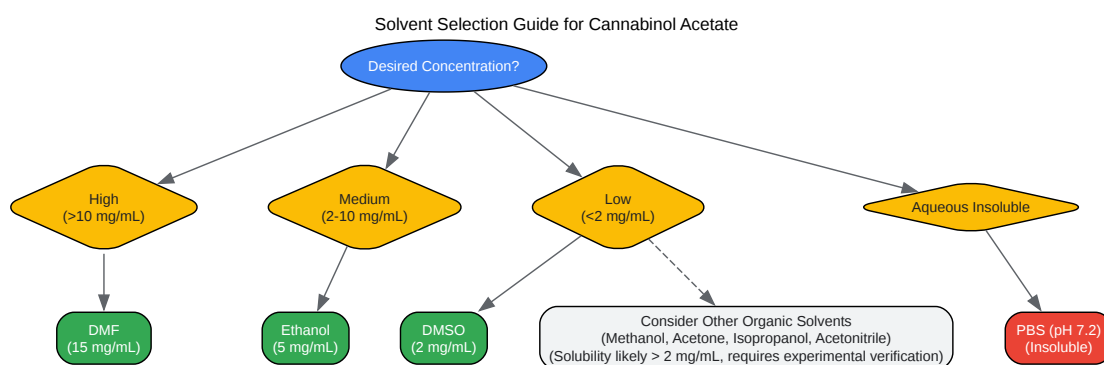 Solvent Selection Guide for Cannabinol Acetate
Desired Concentration?
High
(>10 mg/mL)
Medium
(2-10 mg/mL)
Low
(<2 mg/mL)
Aqueous Insoluble
DMF
(15 mg/mL)
Ethanol
(5 mg/mL)
DMSO
(2 mg/mL)
Consider Other Organic Solvents
(Methanol, Acetone, Isopropanol, Acetonitrile)
(Solubility likely > 2 mg/mL, requires experimental verification)
PBS (pH 7.2)
(Insoluble)